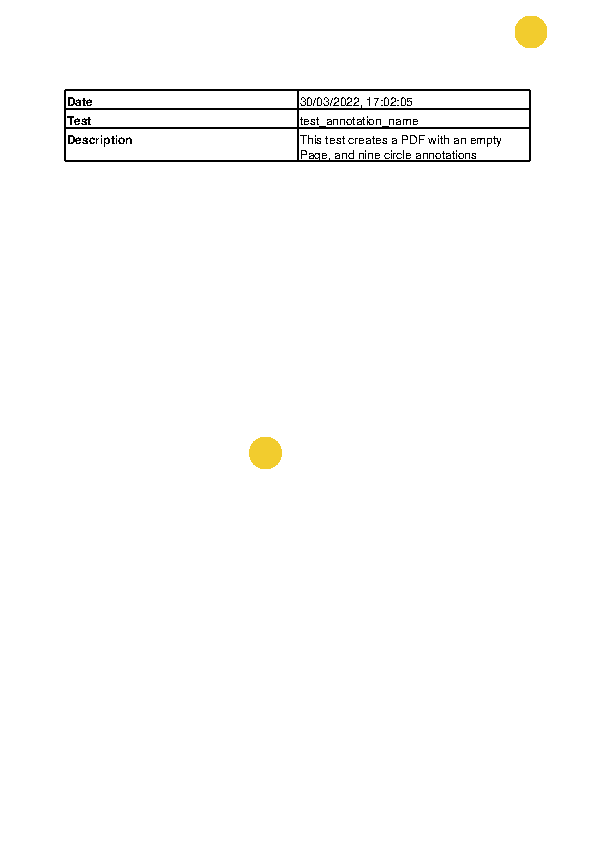 Date 30/03/2022, 17:02:05
Test test_annotation_name
Description This test creates a PDF with an empty
Page, and nine circle annotations